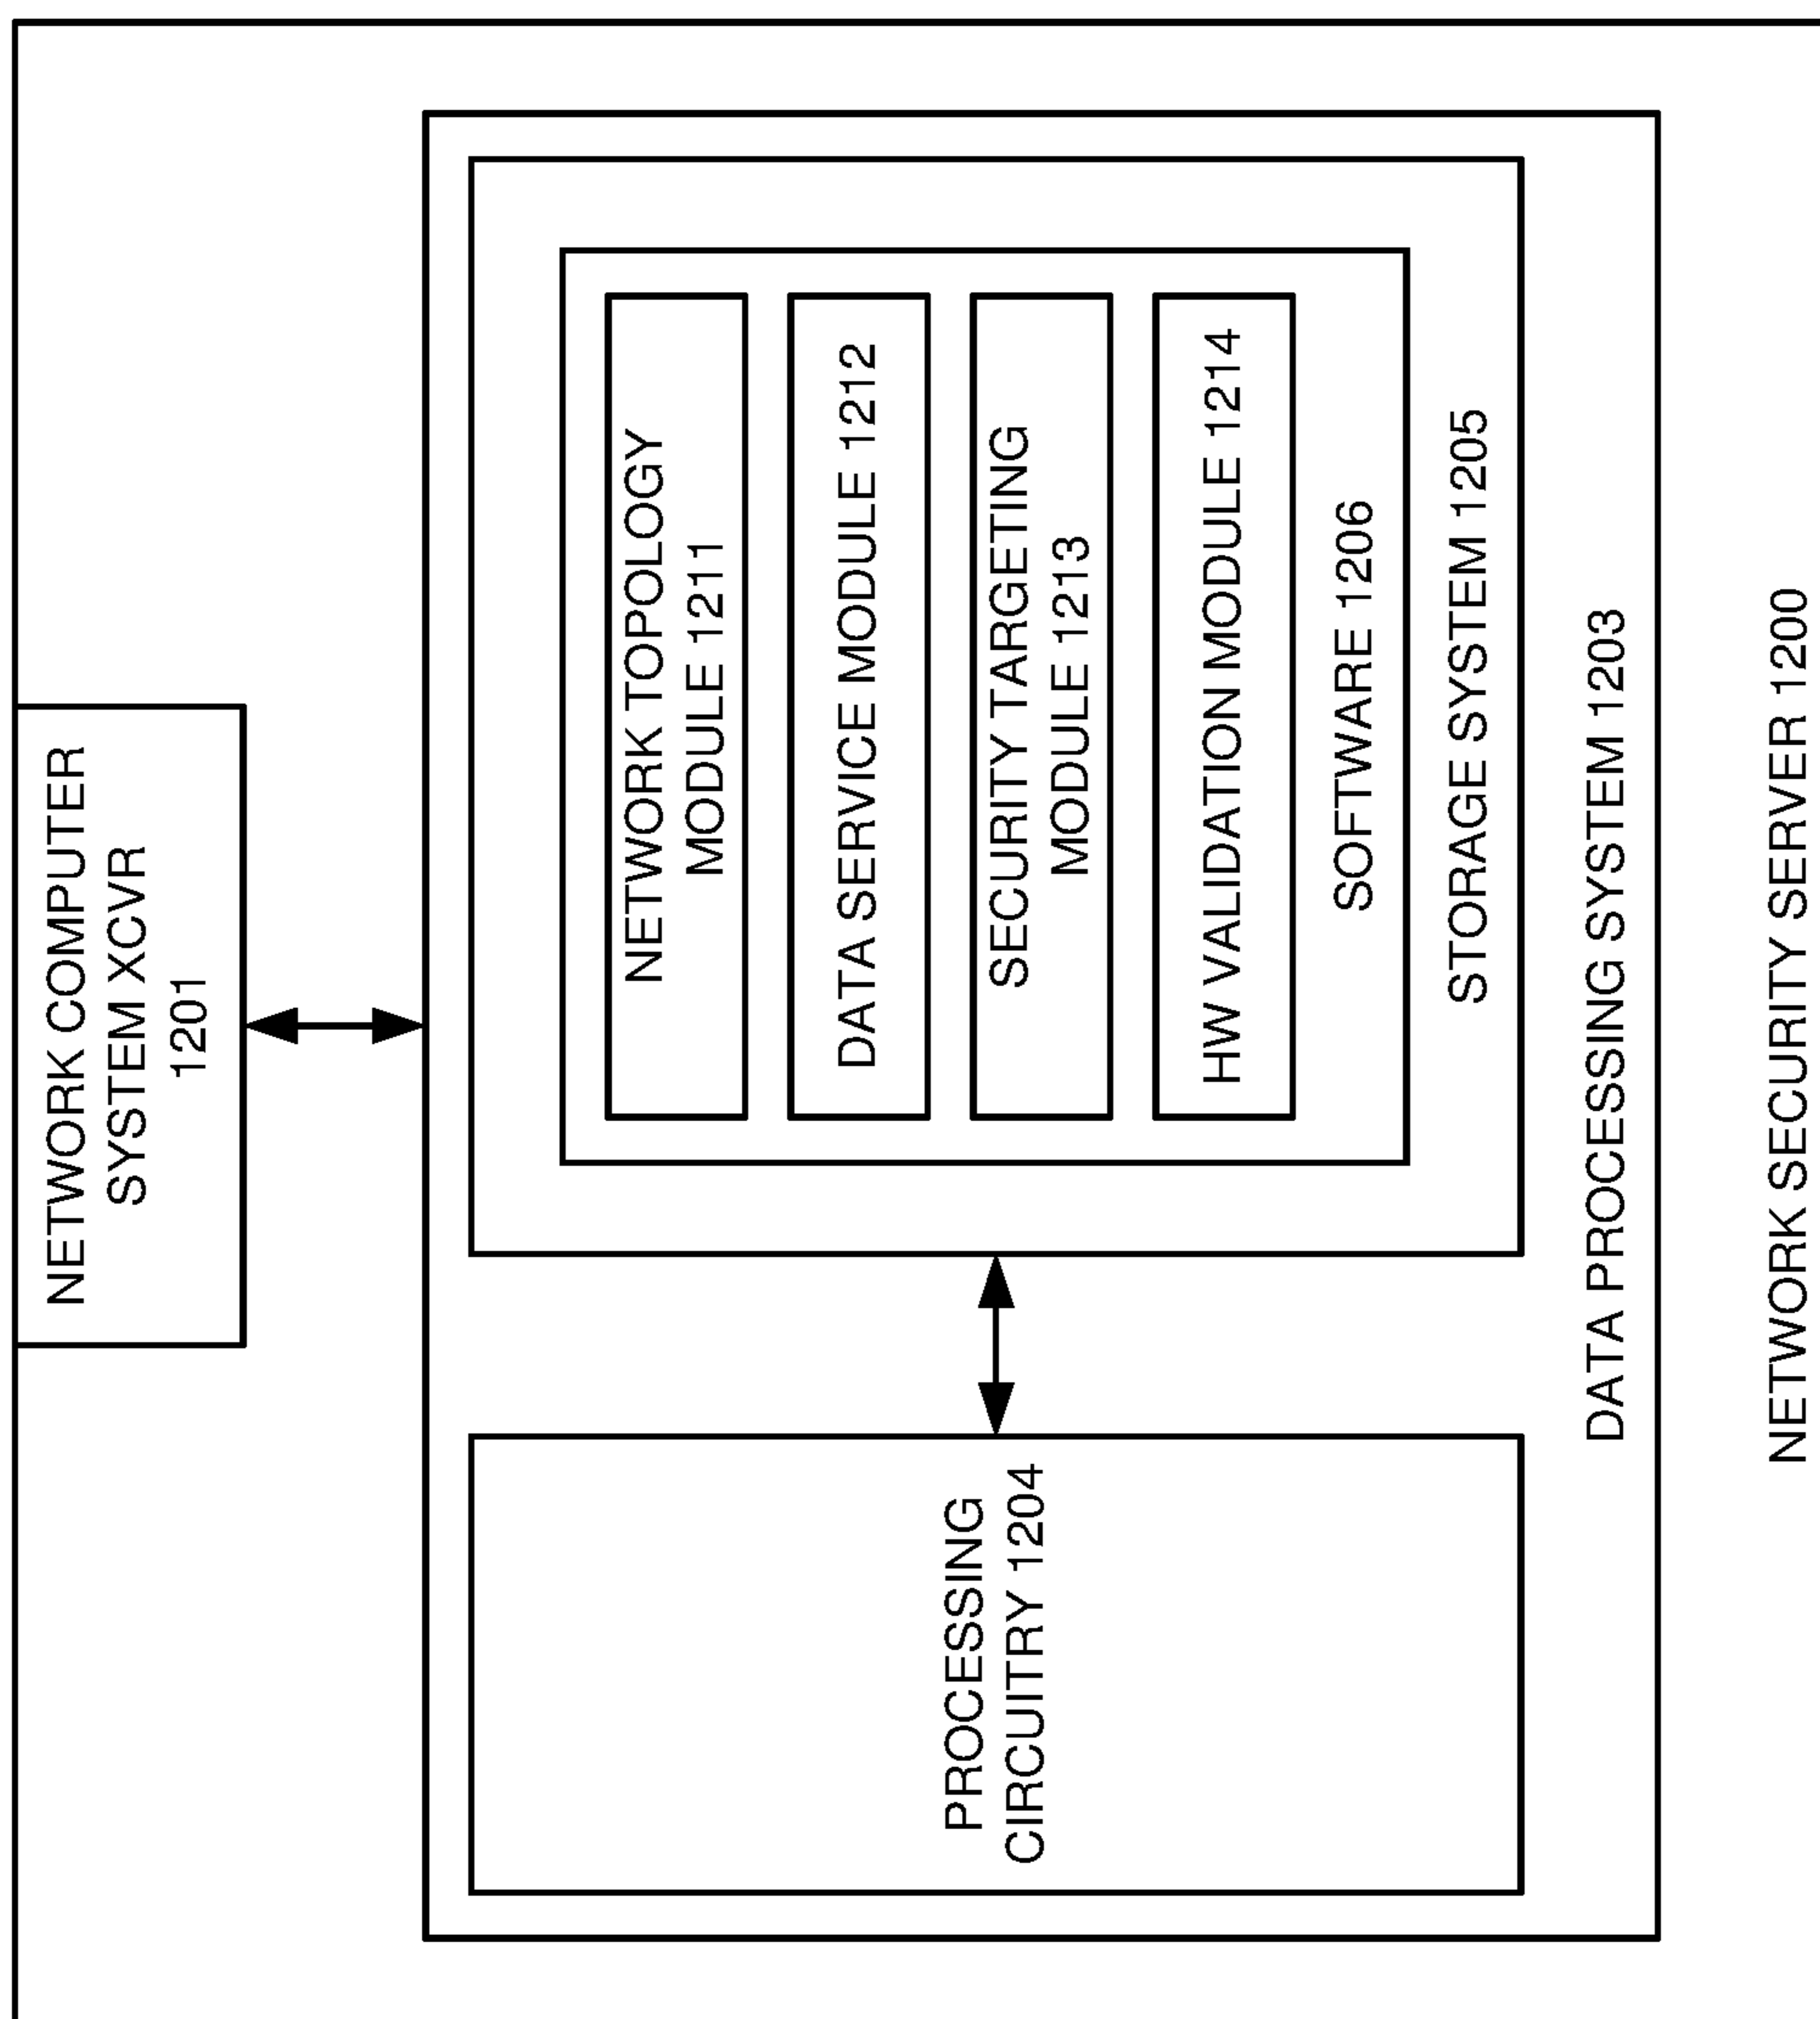 NETWORK COMPUTER
SYSTEM XCVR
1201
PROCESSING
CIRCUITRY 1204
NETWORK TOPOLOGY
MODULE 1211
DATA SERVICE MODULE 1212
SECURITY TARGETING
MODULE 1213
HW VALIDATION MODULE 1214
SOFTWARE 1206
STORAGE SYSTEM 1205
DATA PROCESSING SYSTEM 1203
NETWORK SECURITY SERVER 1200